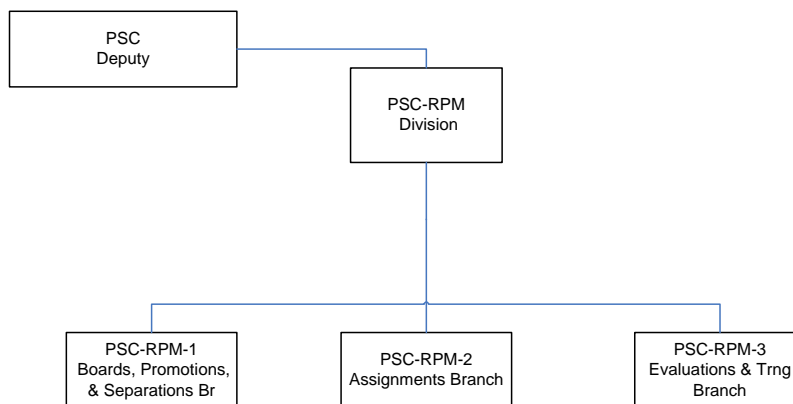 PSC
Deputy
PSC-RPM
Division
PSC-RPM-1
Boards, Promotions,
& Separations Br
PSC-RPM-2
Assignments Branch
PSC-RPM-3
Evaluations & Trng
Branch